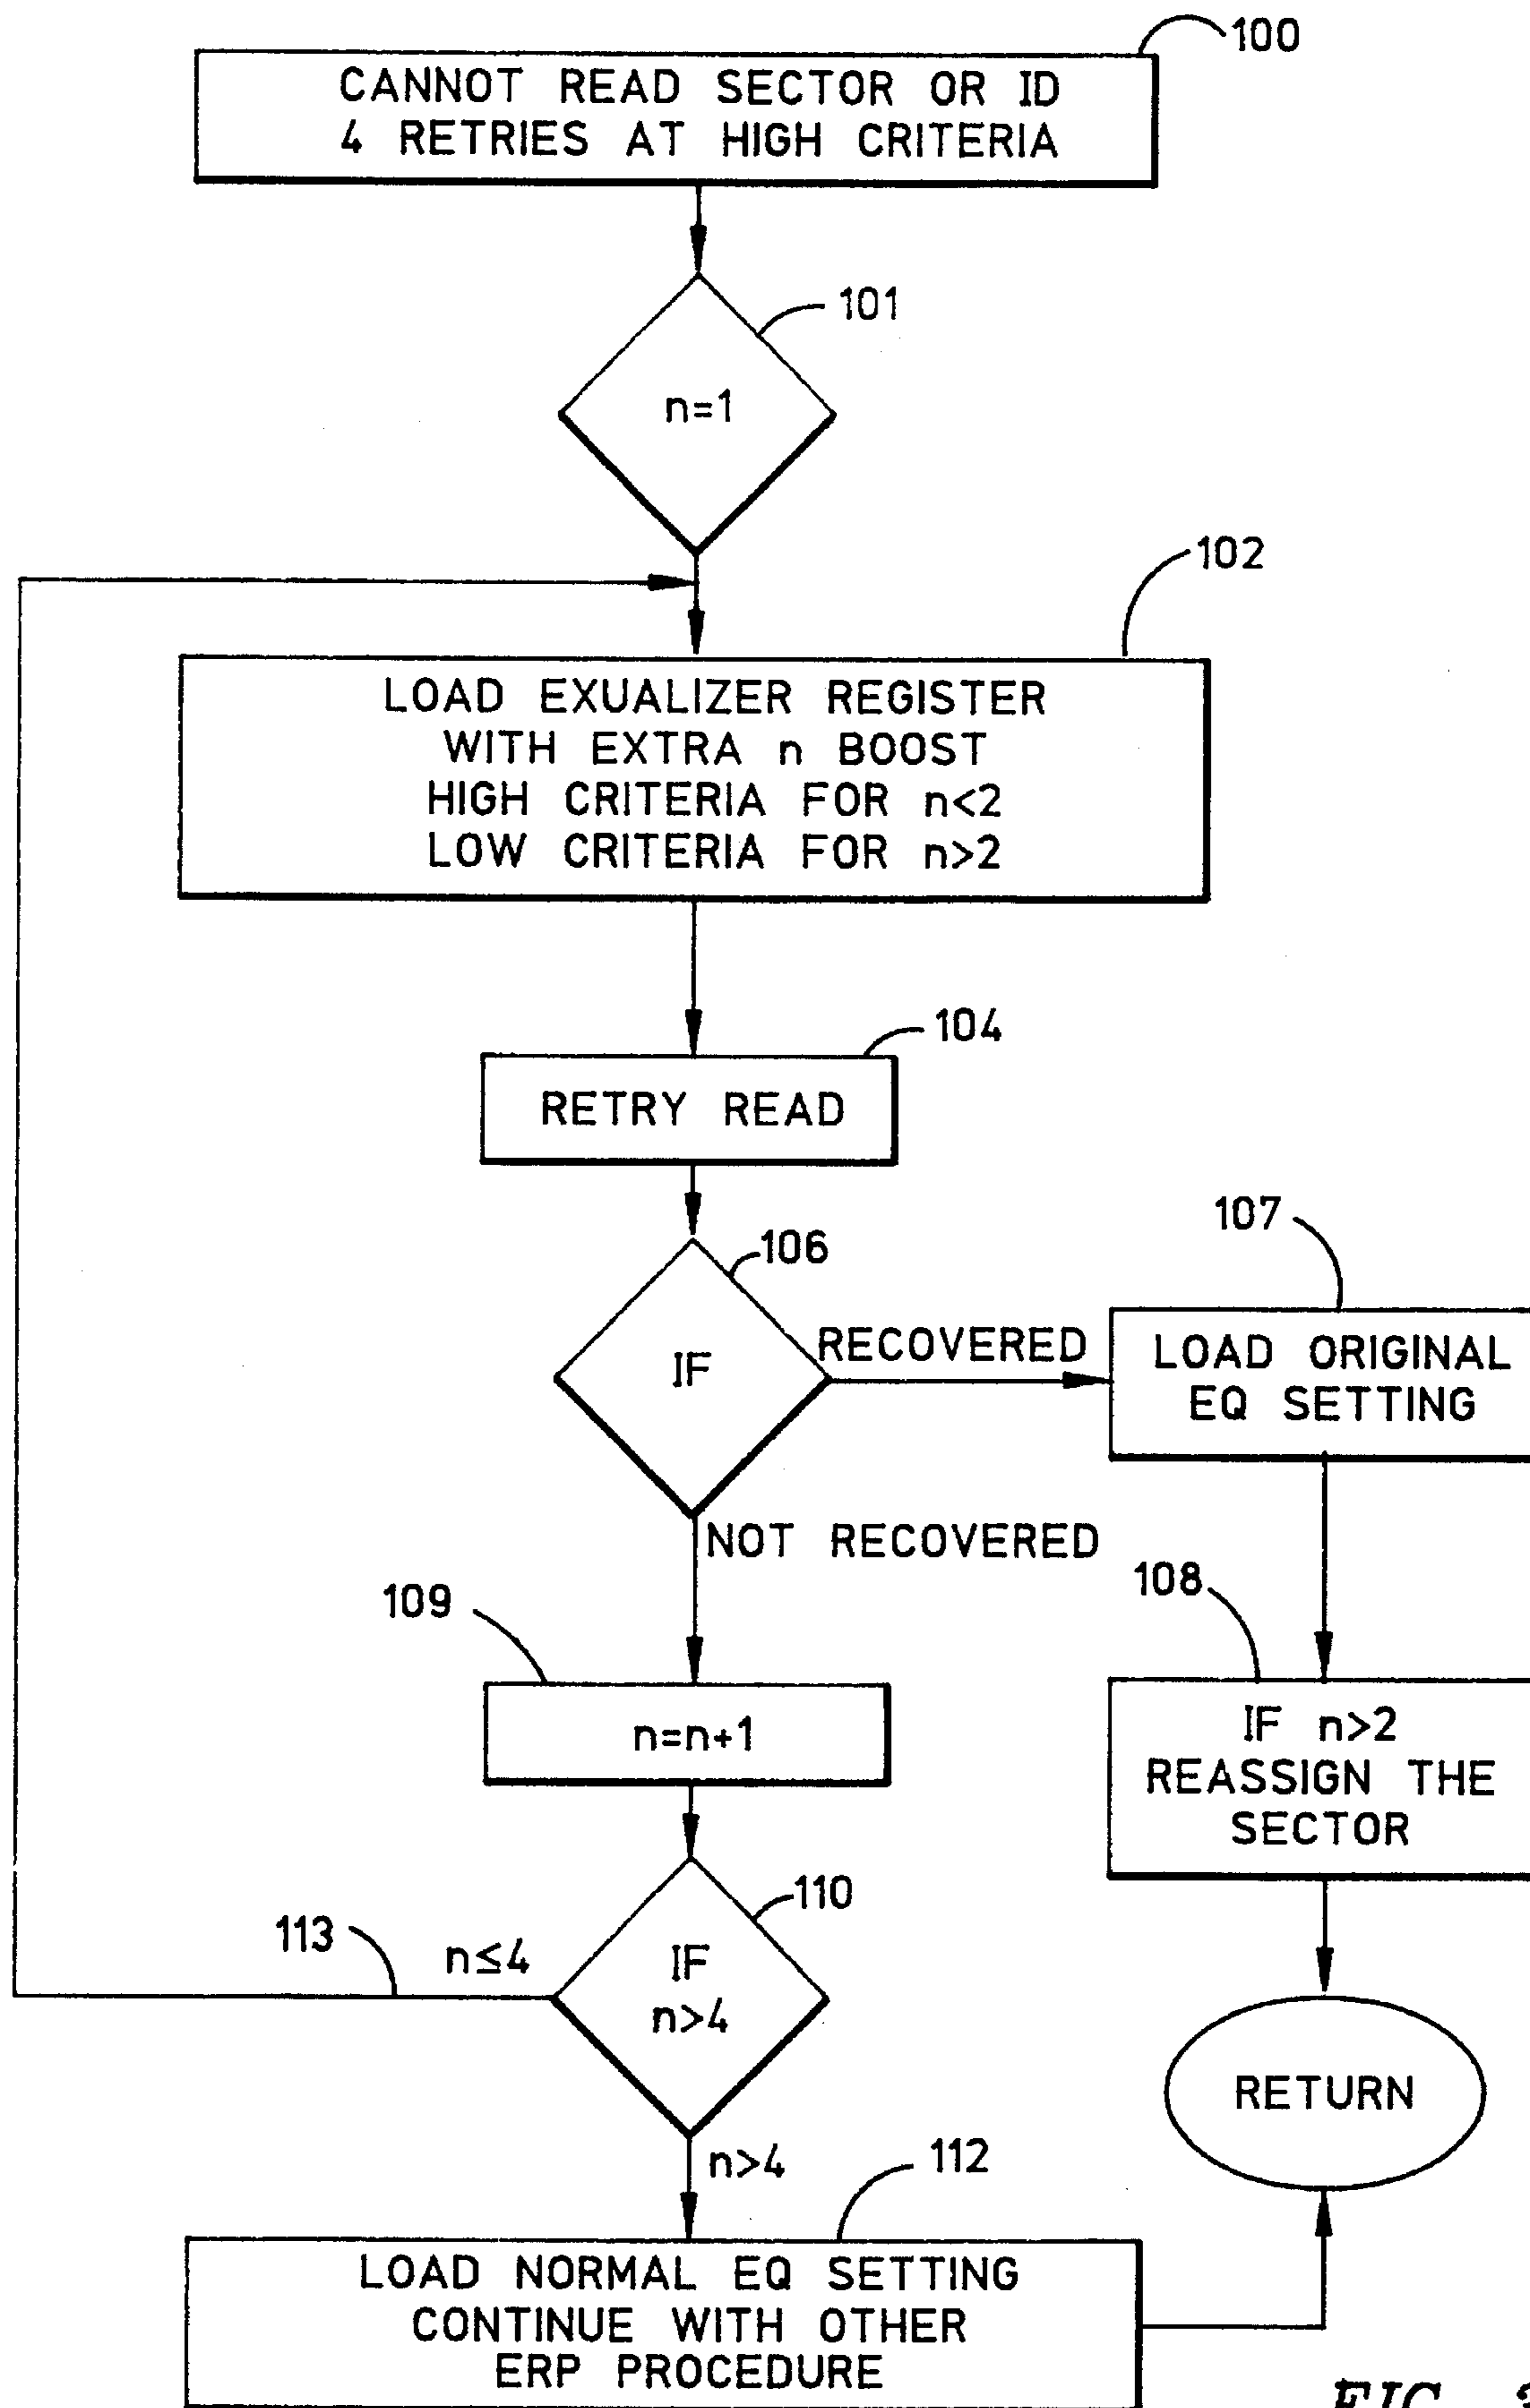 100
CANNOT READ SECTOR OR ID
4 RETRIES AT HIGH CRITERIA
101
n=1
102
LOAD EXUALIZER REGISTER
WITH EXTRA n BOOST
HIGH CRITERIA FOR n<2
LOW CRITERIA FOR n>2
104
RETRY READ
106
IF
RECOVERED
107
LOAD ORIGINAL
EQ SETTING
NOT RECOVERED
108
IF n>2
REASSIGN THE
SECTOR
109
n=n+1
110
IF
n>4
113
n≤4
RETURN
n>4
112
LOAD NORMAL EQ SETTING
CONTINUE WITH OTHER
ERP PROCEDURE
FIG.